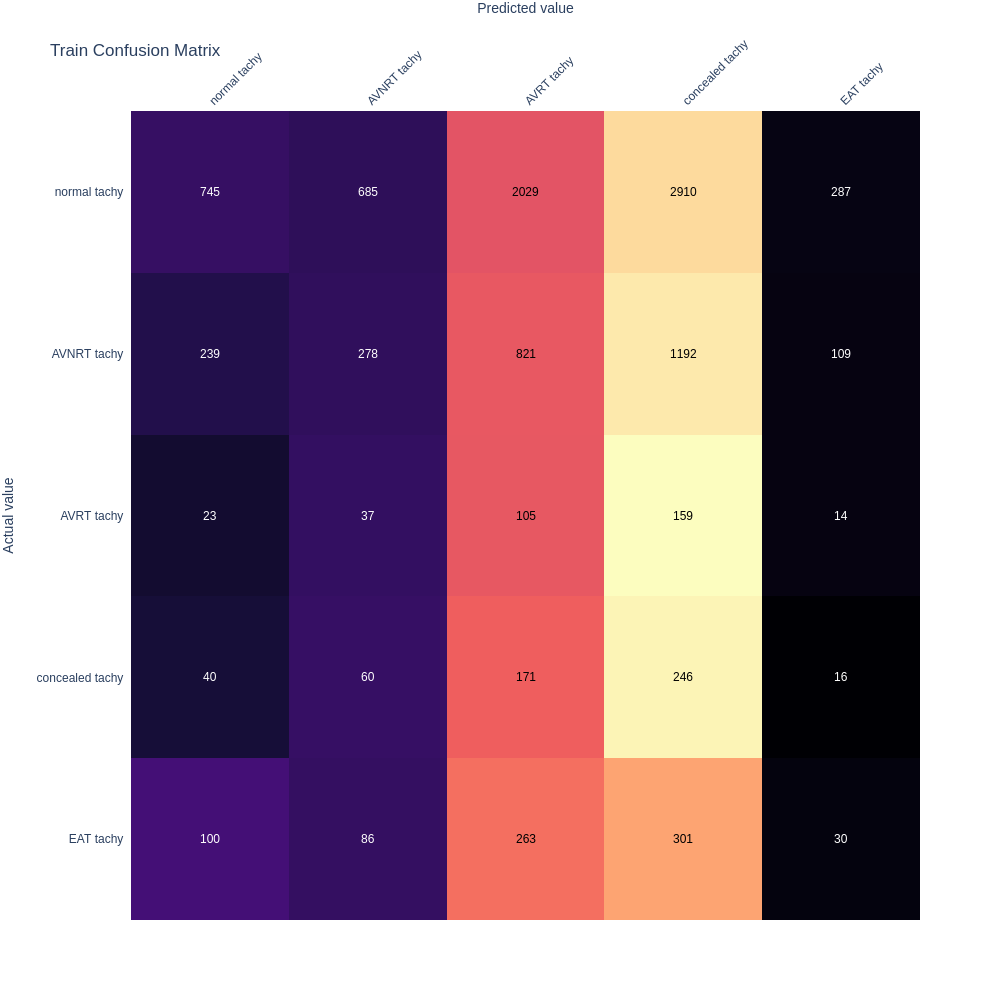 Predicted value
Train Confusion Matrix
normal tachy AVNRT tachy AVRT tachy concealed tachy EAT tachy
normal tachy 745 685 2029 2910 287
AVNRT tachy 239 278 821 1192 109
AVRT tachy 23 37 105 159 14
Actual value
concealed tachy 40 60 171 246 16
EAT tachy 100 86 263 301 30